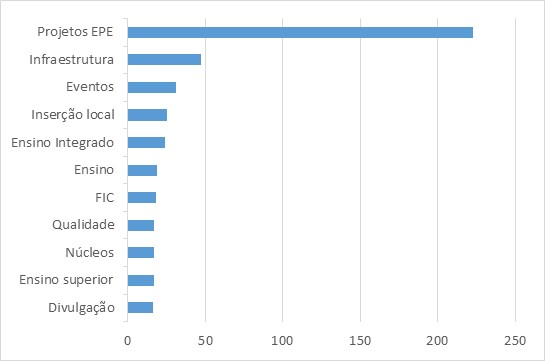 Projetos EPE
Infraestrutura
Eventos
Inserção local
Ensino Integrado
Ensino
FIC
Qualidade
Núcleos
Ensino superior
Divulgação
0 50 100 150 200 250